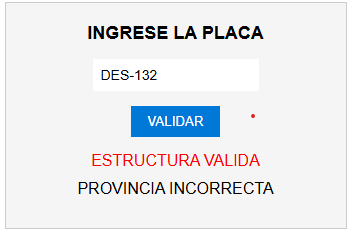 INGRESE LA PLACA
DES-132
VALIDAR
ESTRUCTURA VALIDA
PROVINCIA INCORRECTA